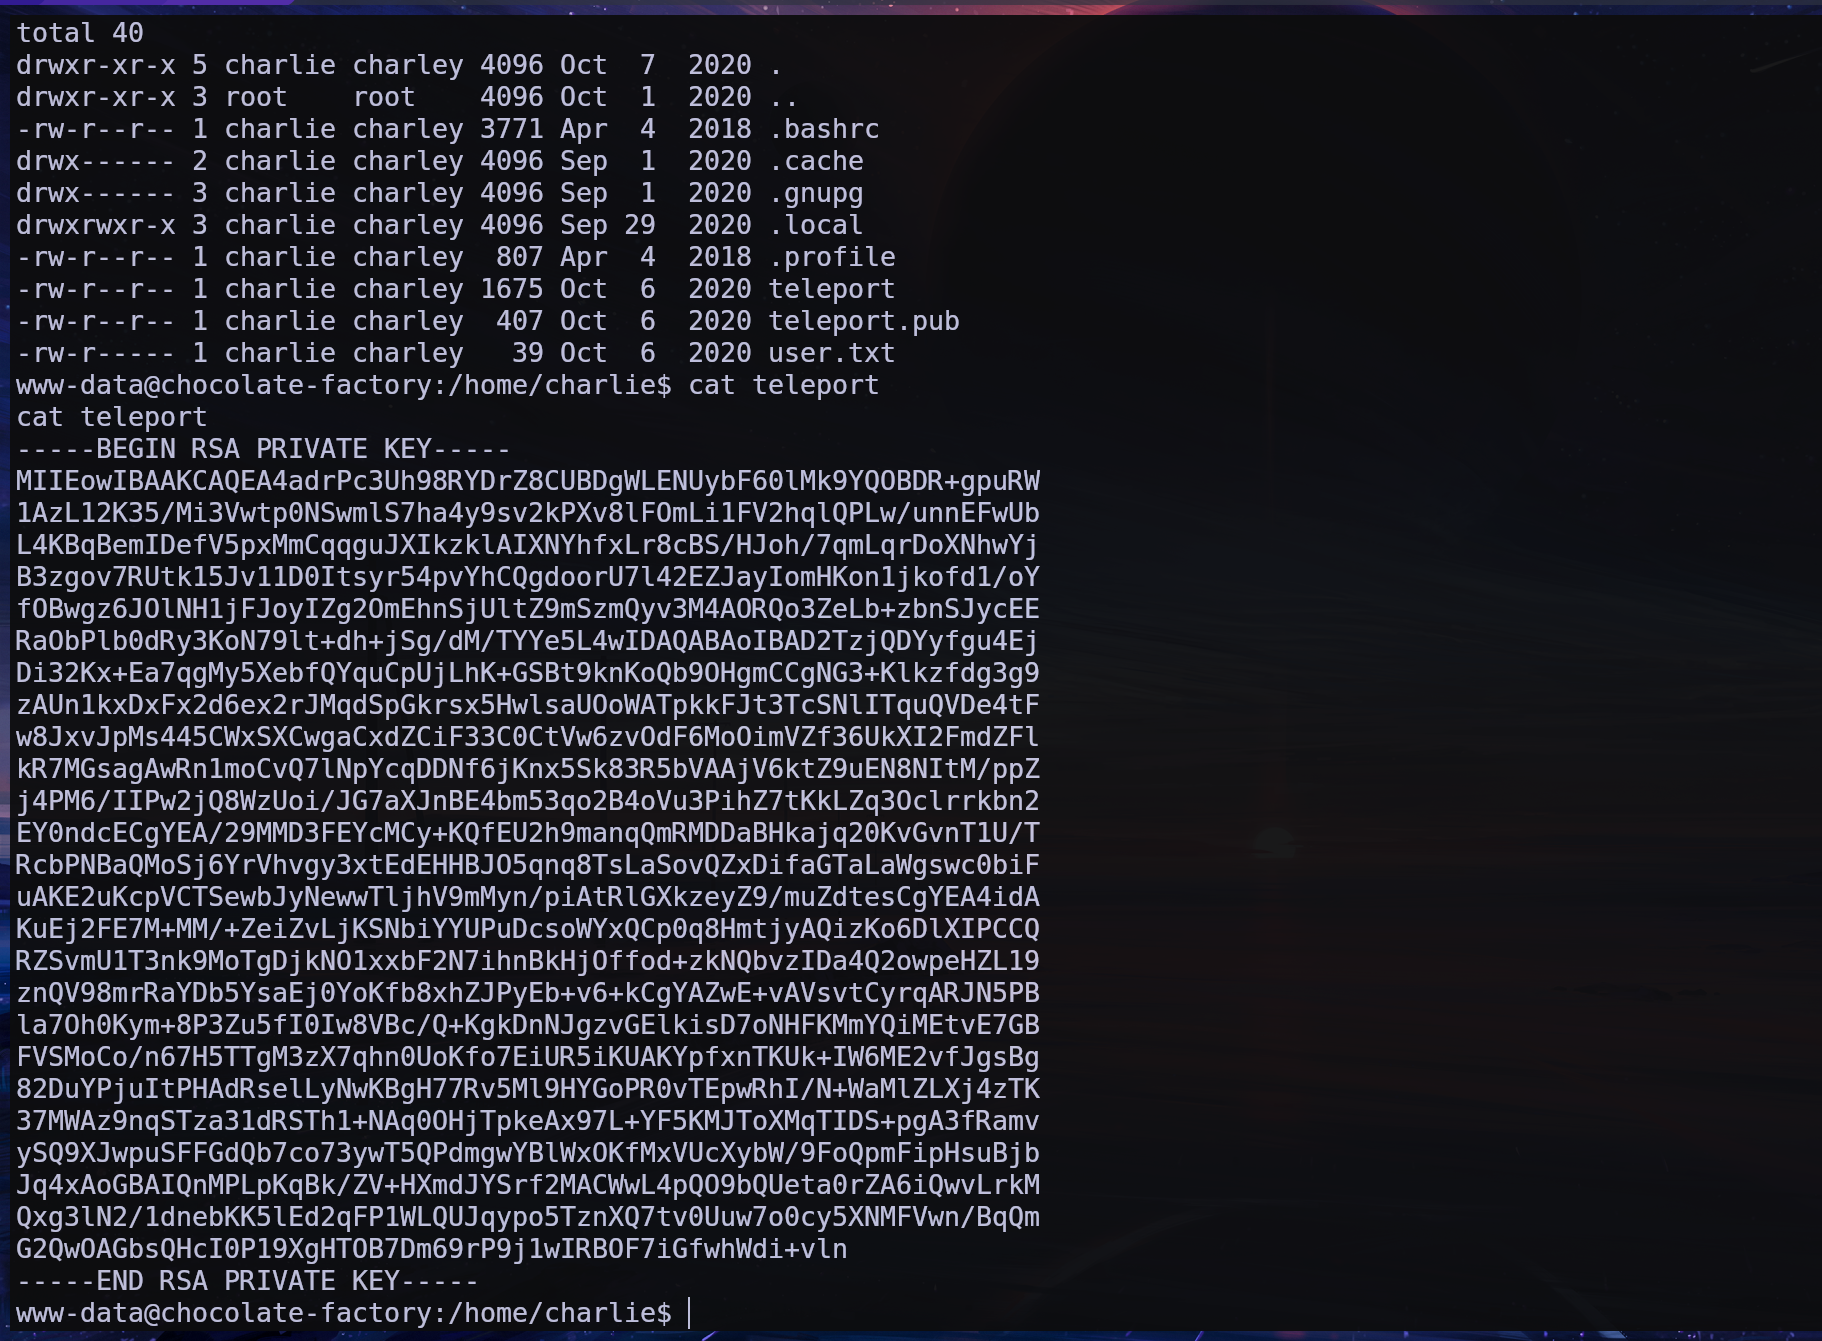 total 40
drwxr-xr-x 5 charlie charley 4096 Oct  7  2020 .
drwxr-xr-x 3 root    root    4096 Oct  1  2020 ..
-rw-r--r-- 1 charlie charley 3771 Apr  4  2018 .bashrc
drwx------ 2 charlie charley 4096 Sep  1  2020 .cache
drwx------ 3 charlie charley 4096 Sep  1  2020 .gnupg
drwxrwxr-x 3 charlie charley 4096 Sep 29  2020 .local
-rw-r--r-- 1 charlie charley  807 Apr  4  2018 .profile
-rw-r--r-- 1 charlie charley 1675 Oct  6  2020 teleport
-rw-r--r-- 1 charlie charley  407 Oct  6  2020 teleport.pub
-rw-r----- 1 charlie charley   39 Oct  6  2020 user.txt
www-data@chocolate-factory:/home/charlie$ cat teleport
cat teleport
-----BEGIN RSA PRIVATE KEY-----
MIIEowIBAAKCAQEA4adrPc3Uh98RYDrZ8CUBDgWLENUybF60lMk9YQOBDR+gpuRW
1AzL12K35/Mi3Vwtp0NSwmlS7ha4y9sv2kPXv8lFOmLi1FV2hqlQPLw/unnEFwUb
L4KBqBemIDefV5pxMmCqqguJXIkzklAIXNYhfxLr8cBS/HJoh/7qmLqrDoXNhwYj
B3zgov7RUtk15Jv11D0Itsyr54pvYhCQgdoorU7l42EZJayIomHKon1jkofd1/oY
fOBwgz6JOlNH1jFJoyIZg2OmEhnSjUltZ9mSzmQyv3M4AORQo3ZeLb+zbnSJycEE
RaObPlb0dRy3KoN79lt+dh+jSg/dM/TYYe5L4wIDAQABAoIBAD2TzjQDYyfgu4Ej
Di32Kx+Ea7qgMy5XebfQYquCpUjLhK+GSBt9knKoQb9OHgmCCgNG3+Klkzfdg3g9
zAUn1kxDxFx2d6ex2rJMqdSpGkrsx5HwlsaUOoWATpkkFJt3TcSNlITquQVDe4tF
w8JxvJpMs445CWxSXCwgaCxdZCiF33C0CtVw6zvOdF6MoOimVZf36UkXI2FmdZFl
kR7MGsagAwRn1moCvQ7lNpYcqDDNf6jKnx5Sk83R5bVAAjV6ktZ9uEN8NItM/ppZ
j4PM6/IIPw2jQ8WzUoi/JG7aXJnBE4bm53qo2B4oVu3PihZ7tKkLZq3Oclrrkbn2
EY0ndcECgYEA/29MMD3FEYcMCy+KQfEU2h9manqQmRMDDaBHkajq20KvGvnT1U/T
RcbPNBaQMoSj6YrVhvgy3xtEdEHHBJO5qnq8TsLaSovQZxDifaGTaLaWgswc0biF
uAKE2uKcpVCTSewbJyNewwTljhV9mMyn/piAtRlGXkzeyZ9/muZdtesCgYEA4idA
KuEj2FE7M+MM/+ZeiZvLjKSNbiYYUPuDcsoWYxQCp0q8HmtjyAQizKo6DlXIPCCQ
RZSvmU1T3nk9MoTgDjkNO1xxbF2N7ihnBkHjOffod+zkNQbvzIDa4Q2owpeHZL19
znQV98mrRaYDb5YsaEj0YoKfb8xhZJPyEb+v6+kCgYAZwE+vAVsvtCyrqARJN5PB
la7Oh0Kym+8P3Zu5fI0Iw8VBc/Q+KgkDnNJgzvGElkisD7oNHFKMmYQiMEtvE7GB
FVSMoCo/n67H5TTgM3zX7qhn0UoKfo7EiUR5iKUAKYpfxnTKUk+IW6ME2vfJgsBg
82DuYPjuItPHAdRselLyNwKBgH77Rv5Ml9HYGoPR0vTEpwRhI/N+WaMlZLXj4zTK
37MWAz9nqSTza31dRSTh1+NAq0OHjTpkeAx97L+YF5KMJToXMqTIDS+pgA3fRamv
ySQ9XJwpuSFFGdQb7co73ywT5QPdmgwYBlWxOKfMxVUcXybW/9FoQpmFipHsuBjb
Jq4xAoGBAIQnMPLpKqBk/ZV+HXmdJYSrf2MACWwL4pQO9bQUeta0rZA6iQwvLrkM
Qxg3lN2/1dnebKK5lEd2qFP1WLQUJqypo5TznXQ7tv0Uuw7o0cy5XNMFVwn/BqQm
G2QwOAGbsQHcI0P19XgHTOB7Dm69rP9j1wIRBOF7iGfwhWdi+vln
-----END RSA PRIVATE KEY-----
www-data@chocolate-factory:/home/charlie$